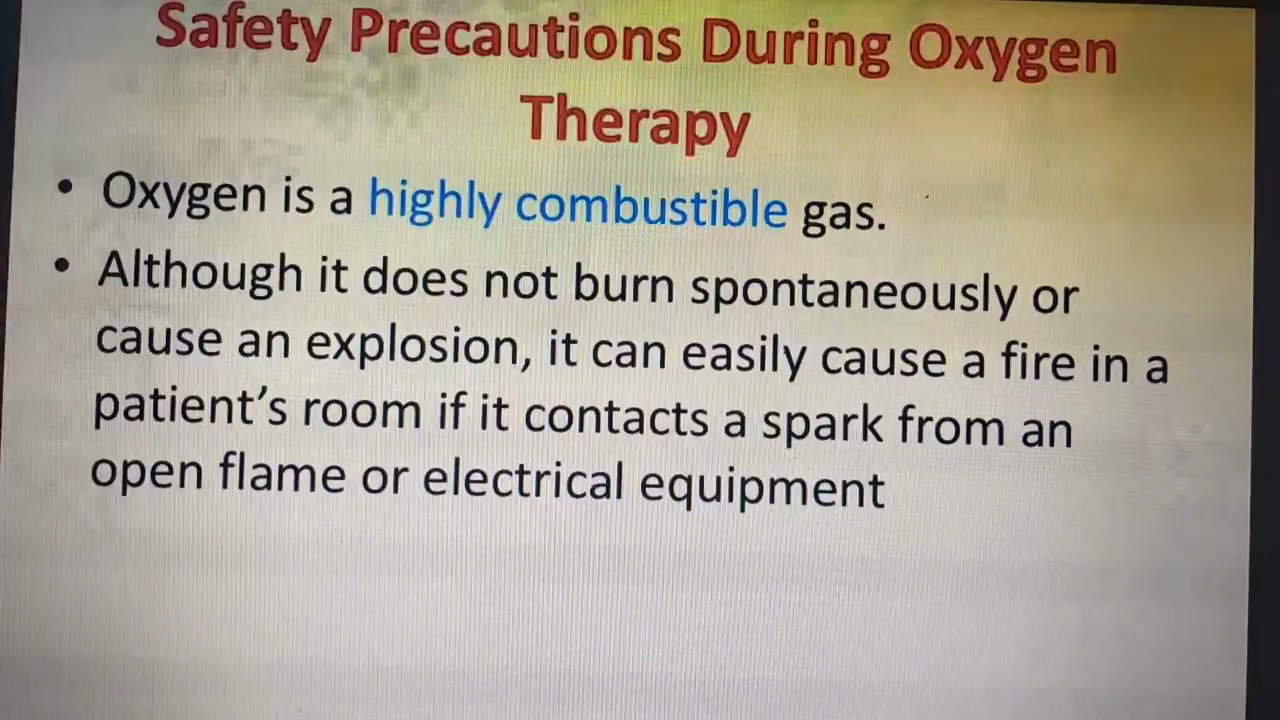 Safety Precautions During Oxygen
Therapy
• Oxygen is a highly combustible gas.
• Although it does not burn spontaneously or
cause an explosion, it can easily cause a fire in a
patient's room if it contacts a spark from an
open flame or electrical equipment